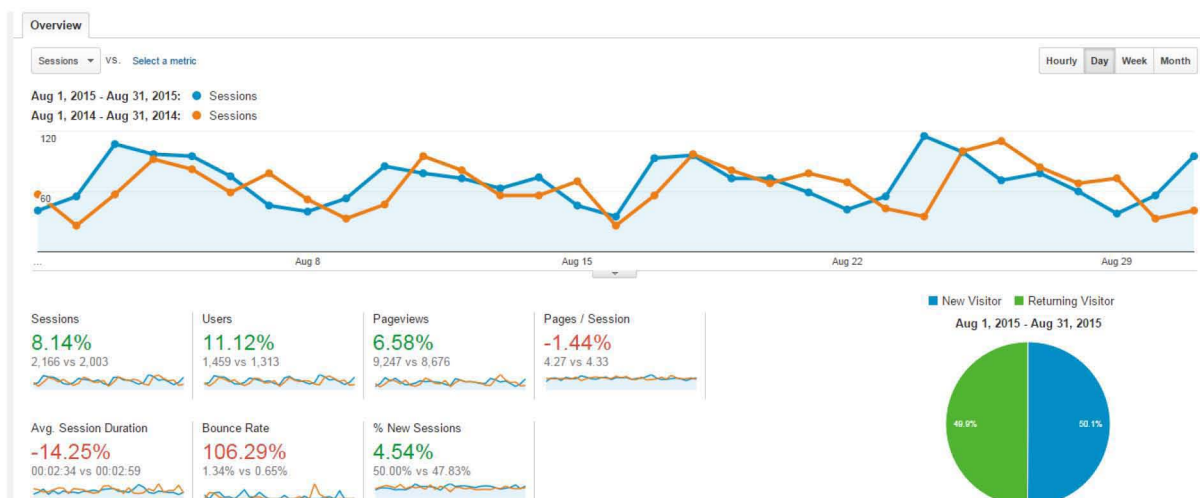 Overview
Sessions VS. Select a metric
Hourly Day Week Month
Aug 1, 2015 - Aug 31, 2015: Sessions
Aug 1, 2014 - Aug 31, 2014: Sessions
120
60
... Aug 8 Aug 15 Aug 22 Aug 29
New Visitor Returning Visitor
Aug 1, 2015 - Aug 31, 2015
Sessions Users Pageviews Pages / Session
8.14% 11.12% 6.58% -1.44%
2,166 vs 2,003 1,459 vs 1,313 9,247 vs 8,676 4.27 vs 4.33
49.9% 50.1%
Avg. Session Duration Bounce Rate % New Sessions
-14.25% 106.29% 4.54%
00:02:34 vs 00:02:59 1.34% vs 0.65% 50.00% vs 47.83%